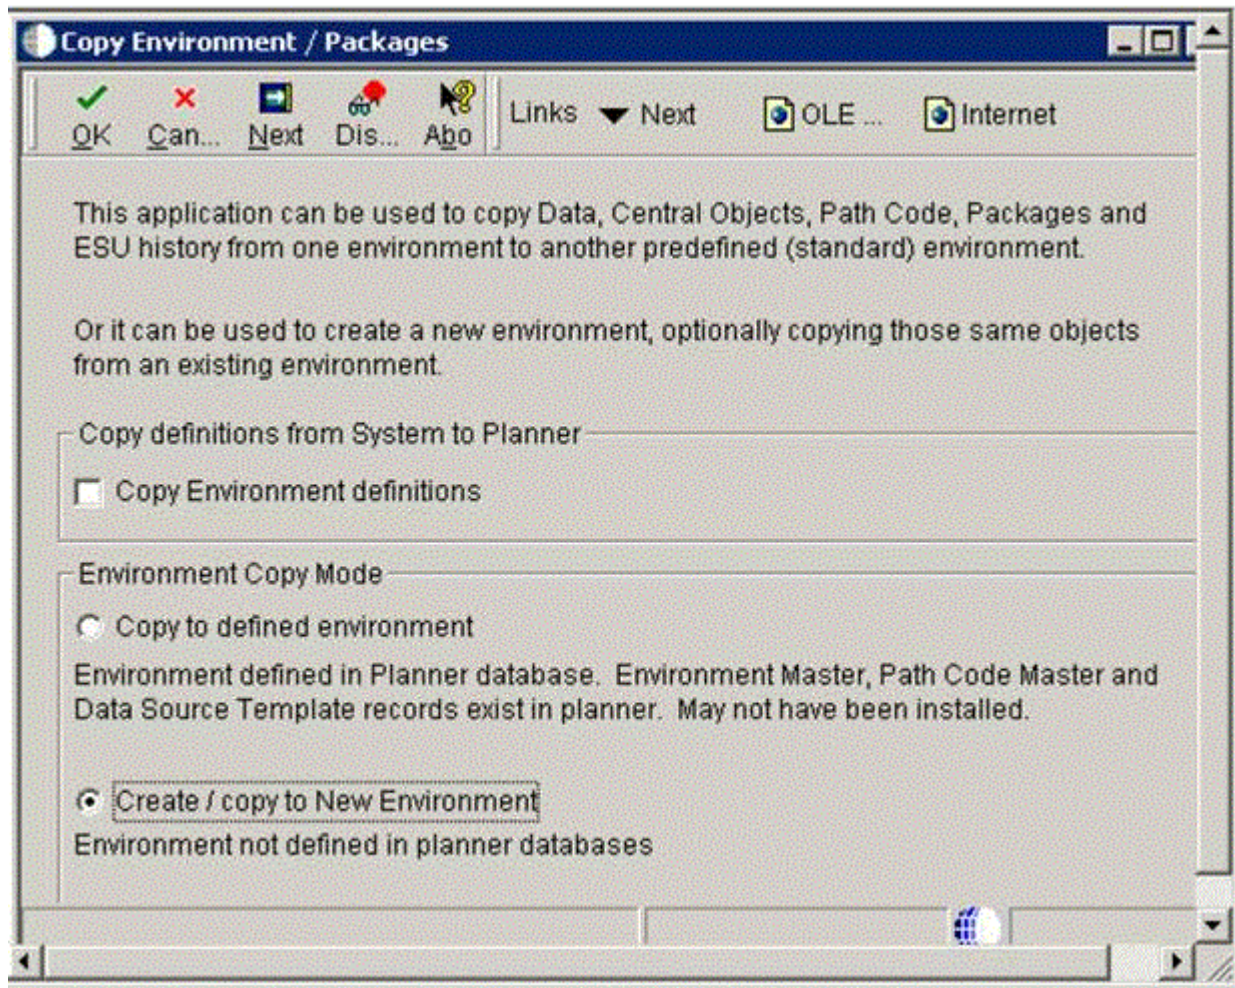 Copy Environment / Packages
OK Can... Next Dis... Abo Links Next OLE ... Internet
This application can be used to copy Data, Central Objects, Path Code, Packages and
ESU history from one environment to another predefined (standard) environment.
Or it can be used to create a new environment, optionally copying those same objects
from an existing environment.
Copy definitions from System to Planner
Copy Environment definitions
Environment Copy Mode
Copy to defined environment
Environment defined in Planner database. Environment Master, Path Code Master and
Data Source Template records exist in planner. May not have been installed.
Create / copy to New Environment
Environment not defined in planner databases